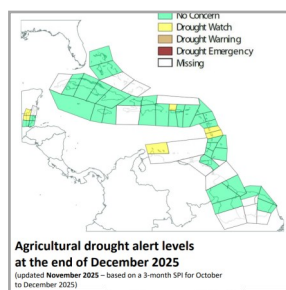 No Concern
Drought Watch
Drought Warning
Drought Emergency
Missing
Agricultural drought alert levels
at the end of December 2025
(updated November 2025 – based on a 3-month SPI for October
to December 2025)